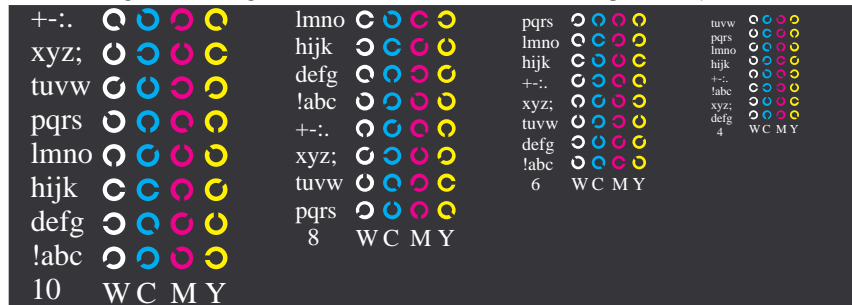 +-:.
xyz;
tuvw
pqrs
lmno
hijk
defg
!abc
10 W C M Y
lmno
hijk
defg
!abc
+-:.
xyz;
tuvw
pqrs
8 W C M Y
pqrs
lmno
hijk
+-:.
xyz;
tuvw
defg
!abc
6 W C M Y
tuvw
pqrs
lmno
hijk
+-:.
!abc
xyz;
defg
4 W C M Y